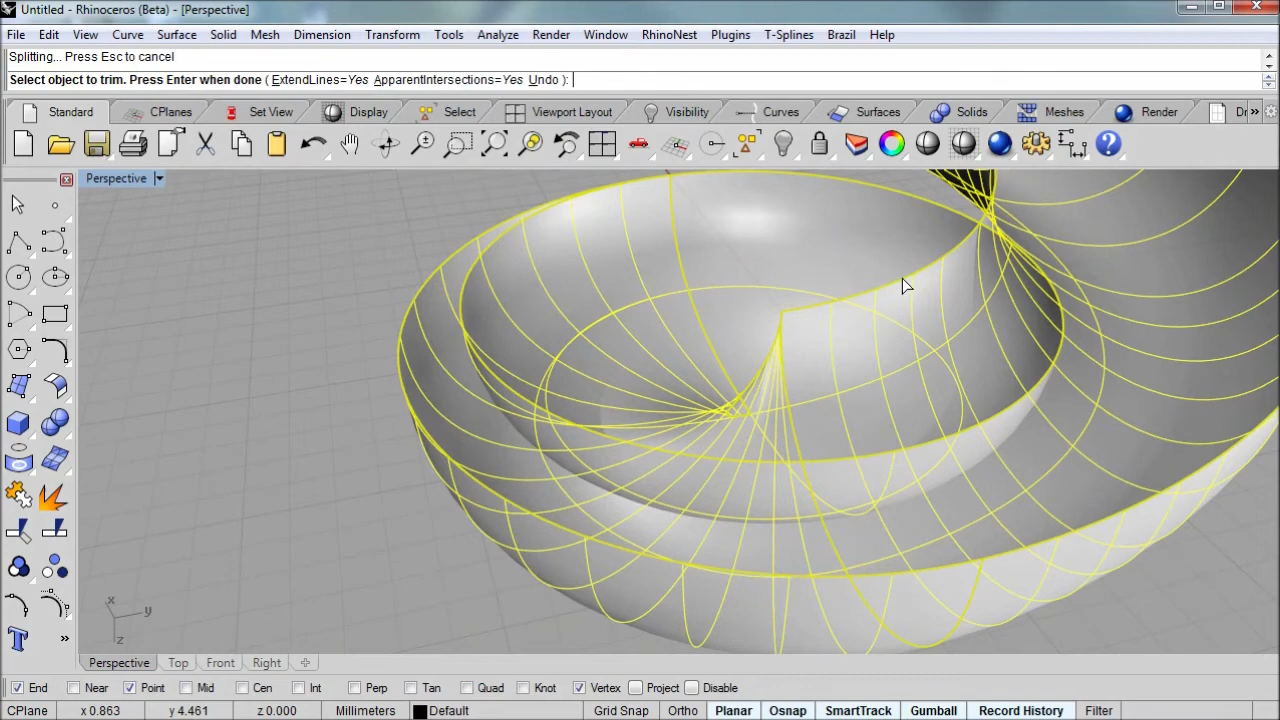 Untitled - Rhinoceros (Beta) - [Perspective]
File Edit View Curve Surface Solid Mesh Dimension Transform Tools Analyze Render Window RhinoNest Plugins T-Splines Brazil Help
Splitting... Press Esc to cancel
Select object to trim. Press Enter when done ( ExtendLines=Yes ApparentIntersections=Yes Undo ):
Standard CPlanes Set View Display Select Viewport Layout Visibility Curves Surfaces Solids Meshes Render Dr
Perspective
x y
z
Perspective Top Front Right
End Near Point Mid Cen Int Perp Tan Quad Knot Vertex Project Disable
CPlane x 0.863 y 4.461 z 0.000 Millimeters Default Grid Snap Ortho Planar Osnap SmartTrack Gumball Record History Filter